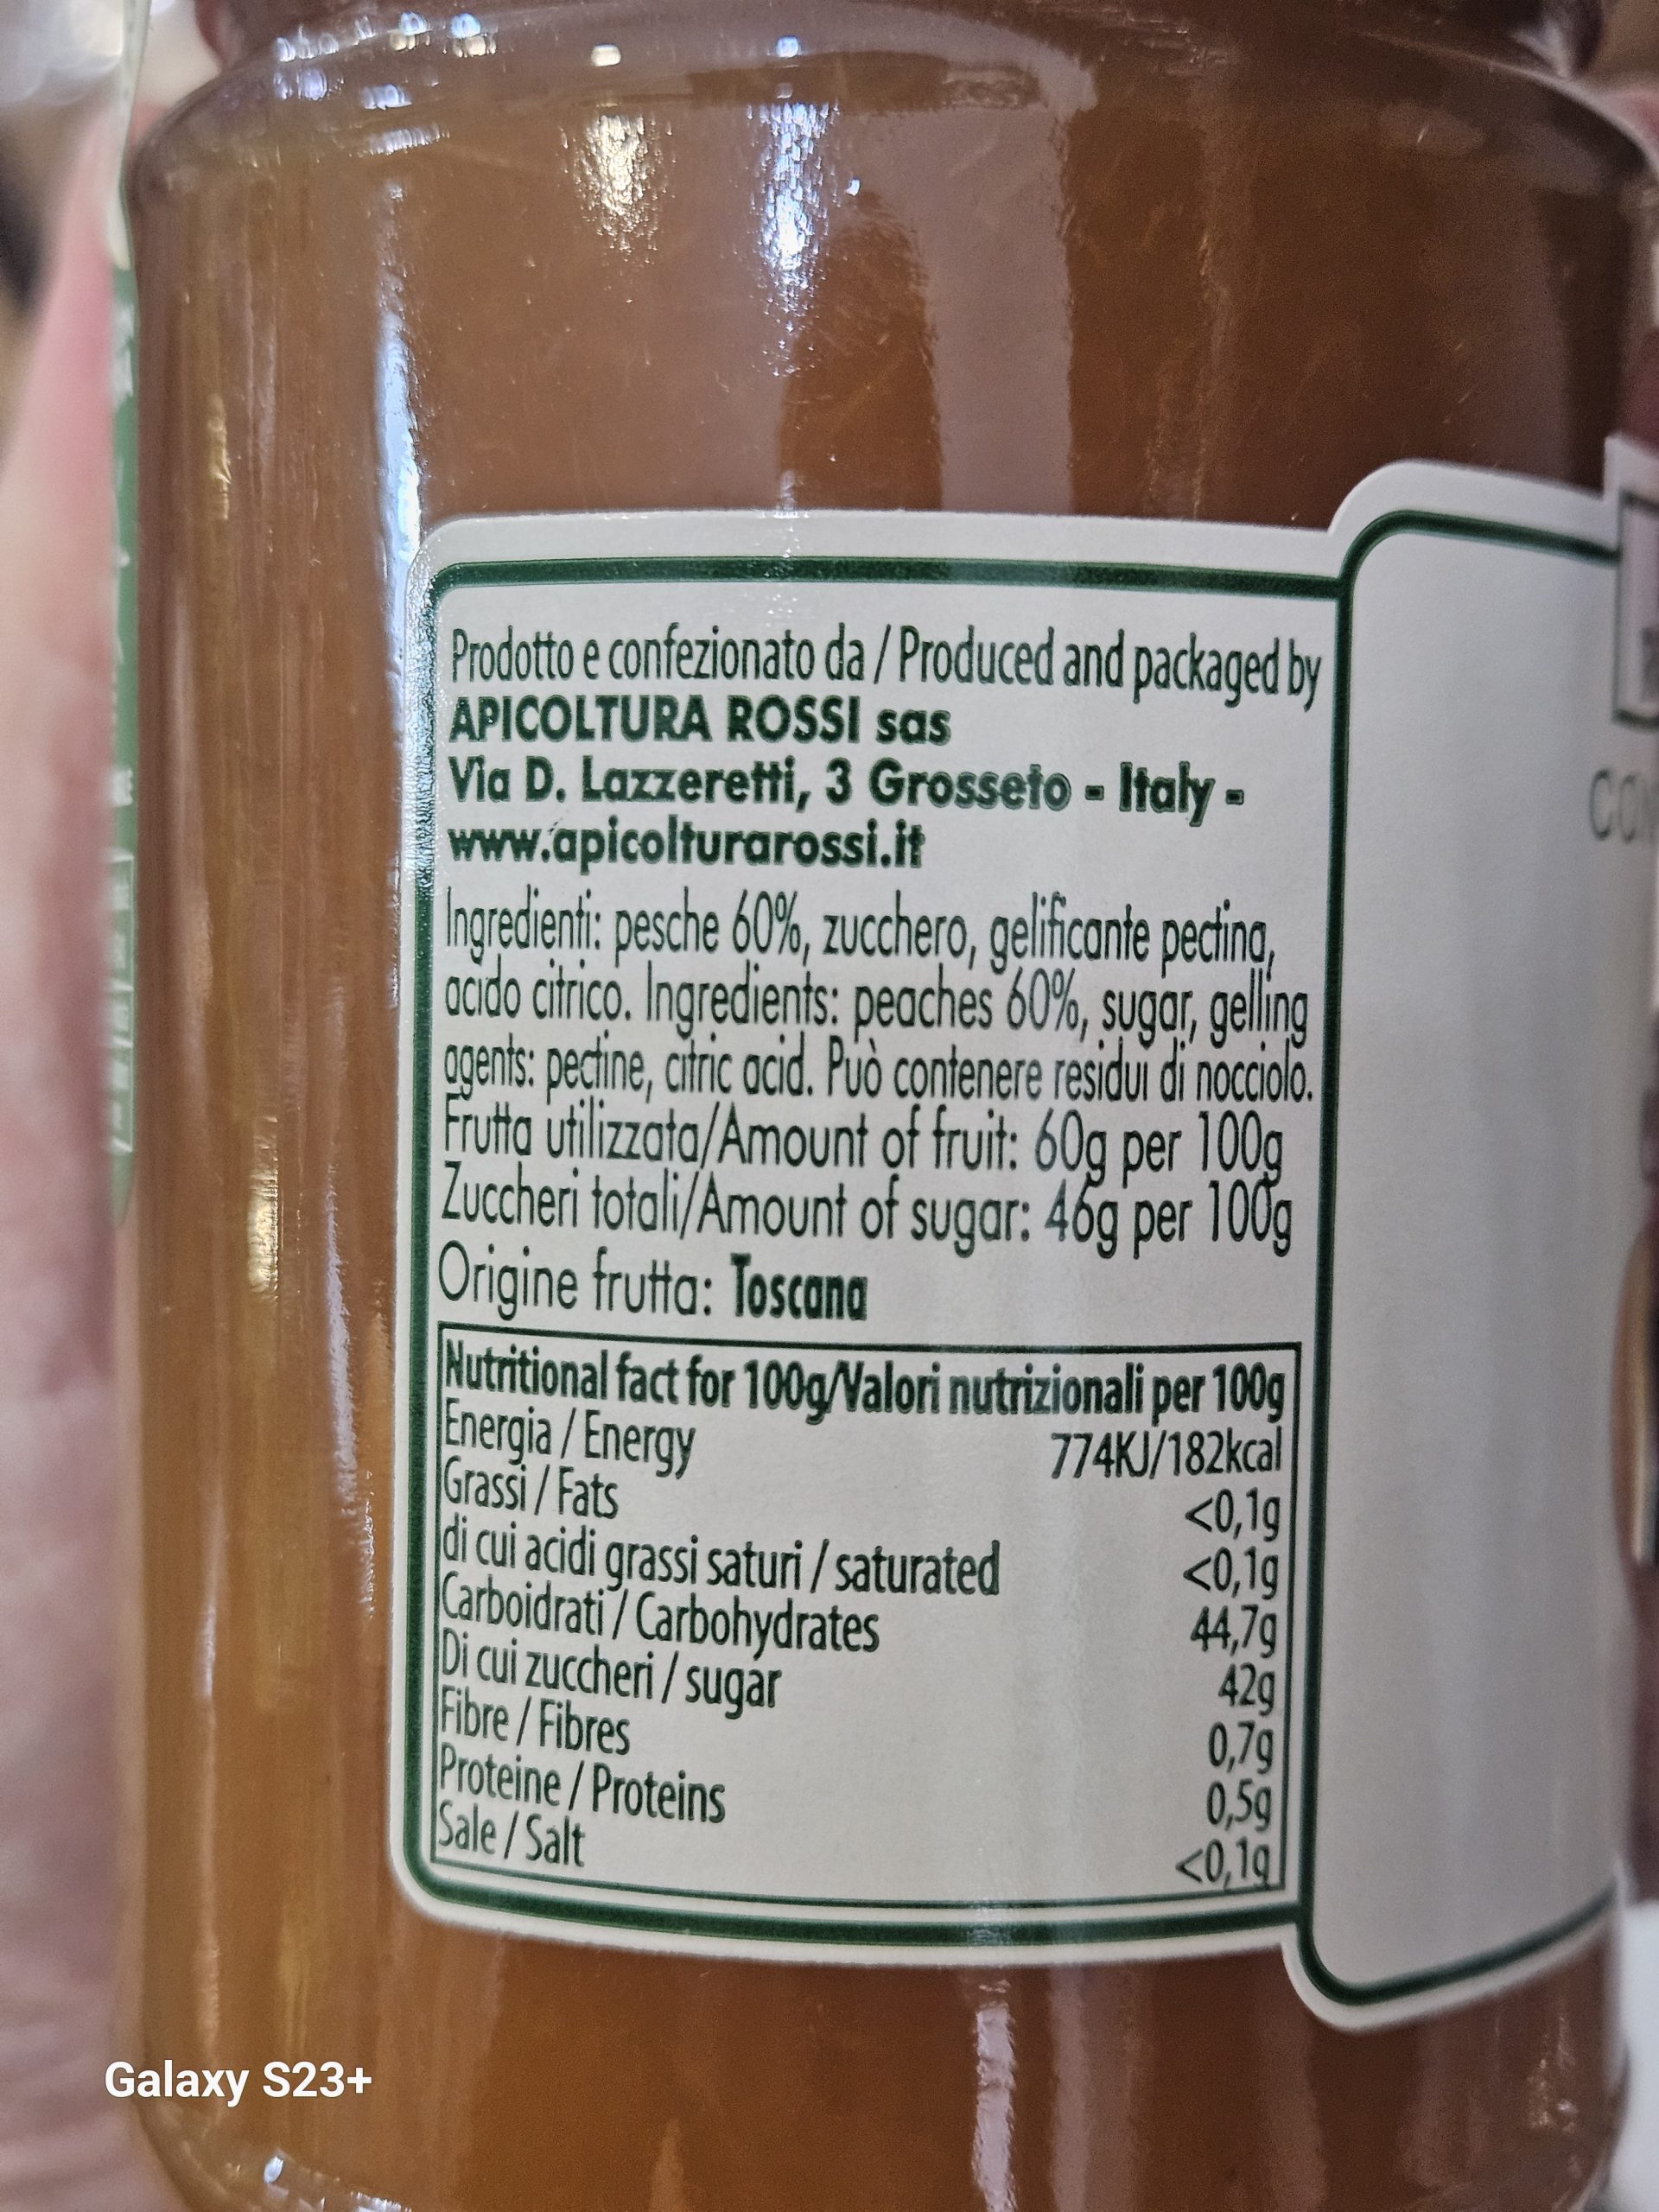 Prodotto e confezionato da / Produced and packaged by
APICOLTURA ROSSI sas
Via D. Lazzeretti, 3 Grosseto - Italy -
www.apicolturarossi.it
Ingredienti: pesche 60%, zucchero, gelificante pectina,
acido citrico. Ingredients: peaches 60%, sugar, gelling
agents: pectine, citric acid. Può contenere residui di nocciolo.
Frutta utilizzata/Amount of fruit: 60g per 100g
Zuccheri totali/Amount of sugar: 46g per 100g
Origine frutta: Toscana
Nutritional fact for 100g/Valori nutrizionali per 100g
Energia / Energy 774KJ/182kcal
Grassi / Fats <0,1g
di cui acidi grassi saturi / saturated <0,1g
Carboidrati / Carbohydrates 44,7g
Di cui zuccheri / sugar 42g
Fibre / Fibres 0,7g
Proteine / Proteins 0,5g
Sale / Salt <0,1g
Galaxy S23+